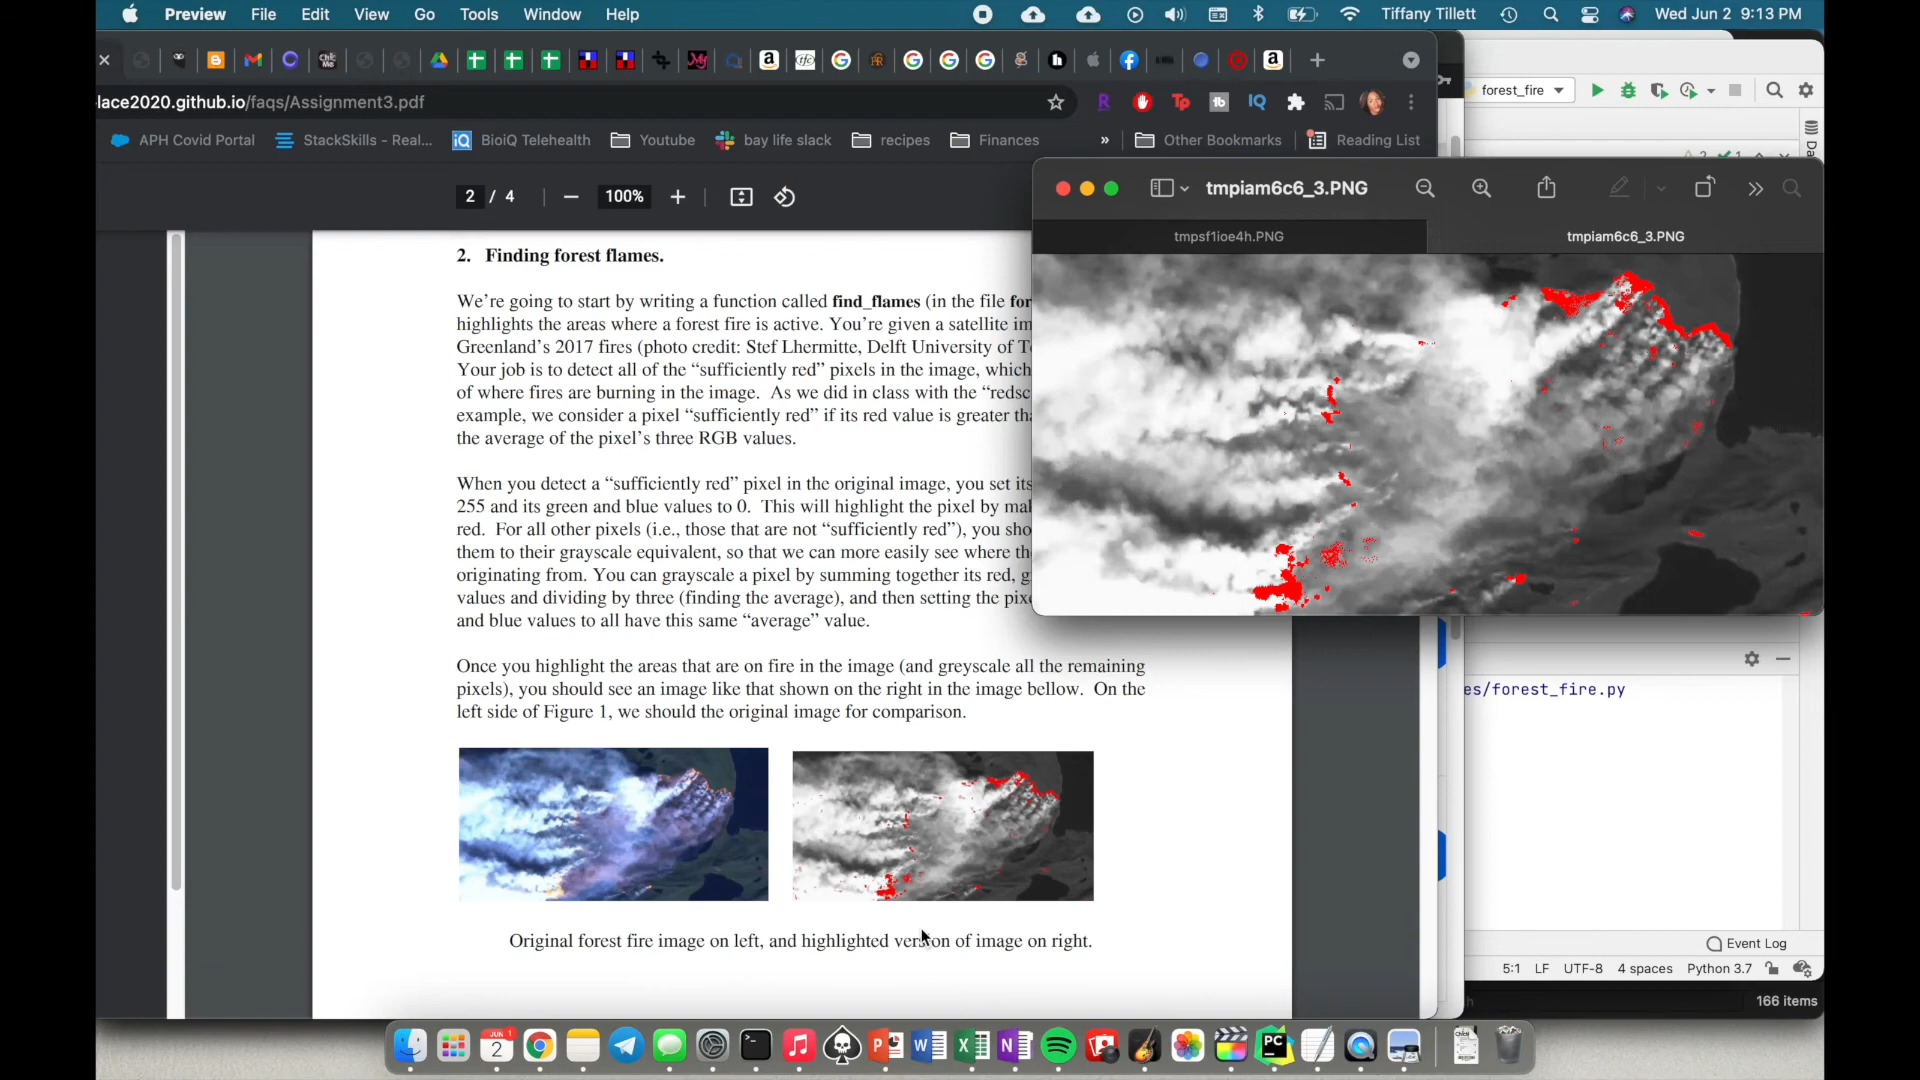 Preview File Edit View Go Tools Window Help Tiffany Tillett Wed Jun 2 9:13 PM
forest_fire
lace2020.github.io/faqs/Assignment3.pdf
APH Covid Portal StackSkills - Real... BioiQ Telehealth Youtube bay life slack recipes Finances » Other Bookmarks Reading List
2 / 4 100%
tmpiam6c6_3.PNG
tmpsf1ioe4h.PNG tmpiam6c6_3.PNG
2. Finding forest flames.
We're going to start by writing a function called find_flames (in the file for
highlights the areas where a forest fire is active. You're given a satellite im
Greenland's 2017 fires (photo credit: Stef Lhermitte, Delft University of T
Your job is to detect all of the "sufficiently red" pixels in the image, which
of where fires are burning in the image. As we did in class with the "redsc
example, we consider a pixel "sufficiently red" if its red value is greater tha
the average of the pixel's three RGB values.
When you detect a "sufficiently red" pixel in the original image, you set its
255 and its green and blue values to 0. This will highlight the pixel by mak
red. For all other pixels (i.e., those that are not "sufficiently red"), you sho
them to their grayscale equivalent, so that we can more easily see where th
originating from. You can grayscale a pixel by summing together its red, g
values and dividing by three (finding the average), and then setting the pix
and blue values to all have this same "average" value.
Once you highlight the areas that are on fire in the image (and greyscale all the remaining
pixels), you should see an image like that shown on the right in the image bellow. On the
left side of Figure 1, we should the original image for comparison.
Original forest fire image on left, and highlighted version of image on right.
es/forest_fire.py
Event Log
5:1 LF UTF-8 4 spaces Python 3.7
166 items